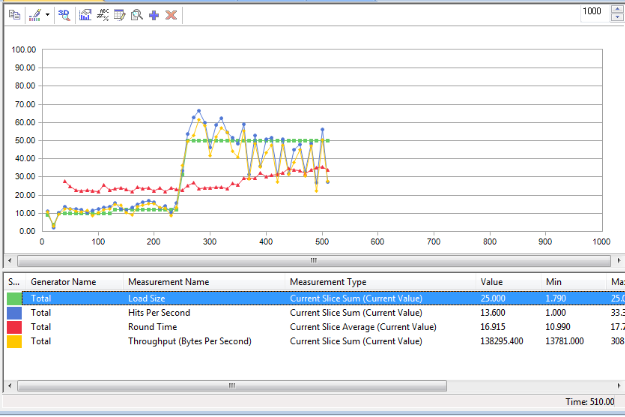 1000
3D
ABC
100.00
90.00
80.00
70.00
60.00
50.00
40.00
30.00
20.00
10.00
0.00
0 100 200 300 400 500 600 700 800 900 1000
S... Generator Name Measurement Name Measurement Type Value Min Max
Total Load Size Current Slice Sum (Current Value) 25.000 1.790 25.0
Total Hits Per Second Current Slice Sum (Current Value) 13.600 1.000 33.3
Total Round Time Current Slice Average (Current Value) 16.915 10.990 17.7
Total Throughput (Bytes Per Second) Current Slice Sum (Current Value) 138295.400 13781.000 308
Time: 510.00